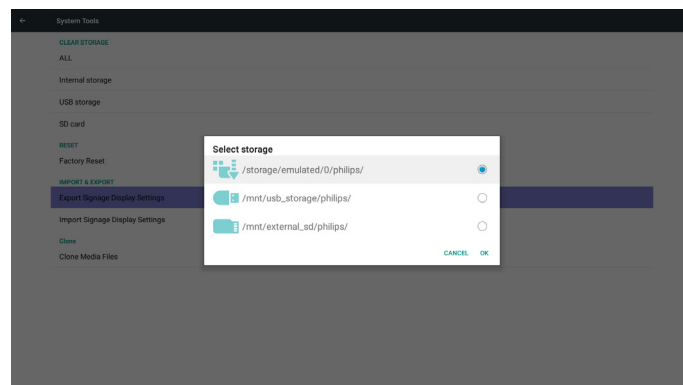 System Tools
CLEAR STORAGE
ALL
Internal storage
USB storage
SD card
RESET
Factory Reset
IMPORT & EXPORT
Export Signage Display Settings
Import Signage Display Settings
Clone
Clone Media Files
Select storage
/storage/emulated/0/philips/
/mnt/usb_storage/philips/
/mnt/external_sd/philips/
CANCEL OK